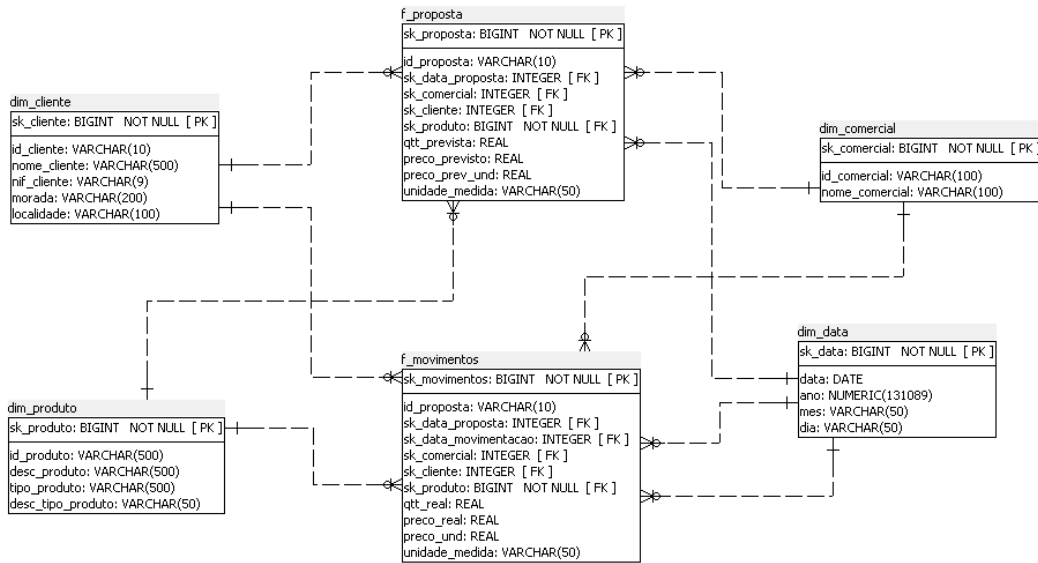 f_proposta
sk_proposta: BIGINT NOT NULL [ PK ]
id_proposta: VARCHAR(10)
sk_data_proposta: INTEGER [ FK ]
sk_comercial: INTEGER [ FK ]
sk_cliente: INTEGER [ FK ]
sk_produto: BIGINT NOT NULL [ FK ]
qtt_prevista: REAL
preco_previsto: REAL
preco_prev_und: REAL
unidade_medida: VARCHAR(50)
dim_cliente
sk_cliente: BIGINT NOT NULL [ PK ]
id_cliente: VARCHAR(10)
nome_cliente: VARCHAR(500)
nif_cliente: VARCHAR(9)
morada: VARCHAR(200)
localidade: VARCHAR(100)
dim_comercial
sk_comercial: BIGINT NOT NULL [ PK ]
id_comercial: VARCHAR(100)
nome_comercial: VARCHAR(100)
dim_data
sk_data: BIGINT NOT NULL [ PK ]
data: DATE
ano: NUMERIC(131089)
mes: VARCHAR(50)
dia: VARCHAR(50)
f_movimentos
sk_movimentos: BIGINT NOT NULL [ PK ]
id_proposta: VARCHAR(10)
sk_data_proposta: INTEGER [ FK ]
sk_data_movimentacao: INTEGER [ FK ]
sk_comercial: INTEGER [ FK ]
sk_cliente: INTEGER [ FK ]
sk_produto: BIGINT NOT NULL [ FK ]
qtt_real: REAL
preco_real: REAL
preco_und: REAL
unidade_medida: VARCHAR(50)
dim_produto
sk_produto: BIGINT NOT NULL [ PK ]
id_produto: VARCHAR(500)
desc_produto: VARCHAR(500)
tipo_produto: VARCHAR(500)
desc_tipo_produto: VARCHAR(50)